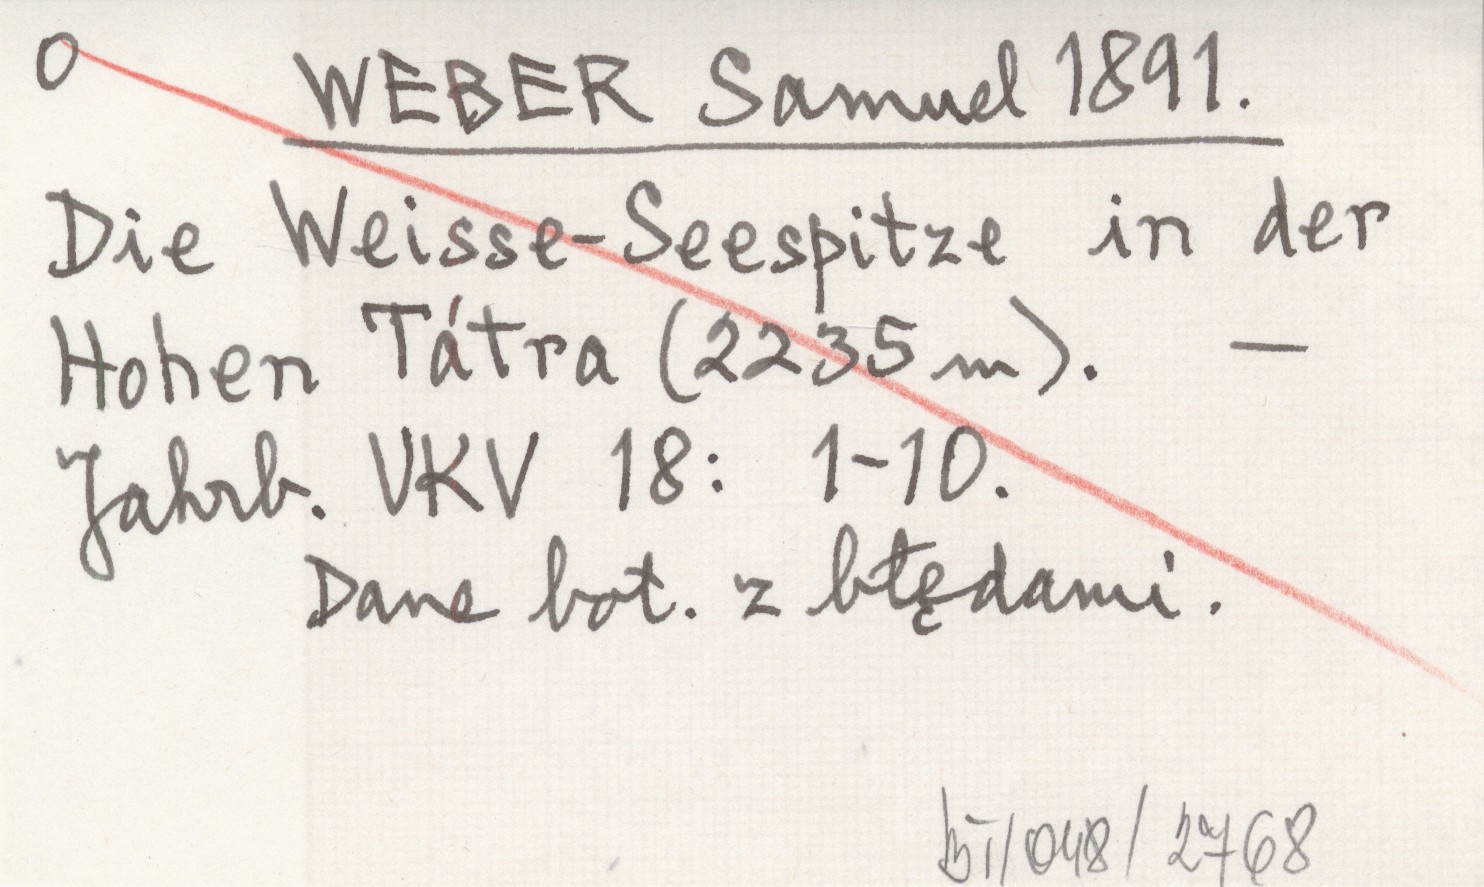 O WEBER Samuel 1891.
Die Weisse-Seespitze in der
Hohen Tátra (2235 m). —
Jahrb. VKV 18: 1-10.
Dane bot. z błędami.
BI/048/2768